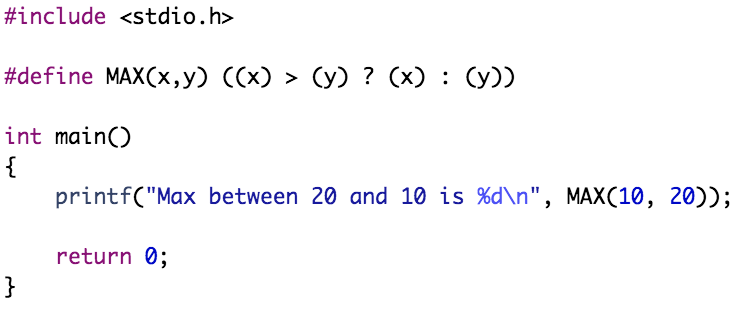 #include <stdio.h>
#define MAX(x,y) ((x) > (y) ? (x) : (y))
int main()
{
    printf("Max between 20 and 10 is %d\n", MAX(10, 20));
    return 0;
}